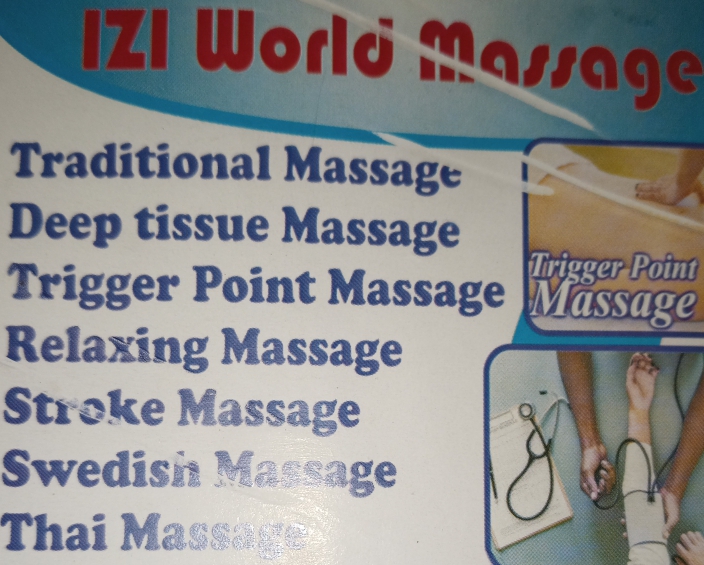 IZI World Massage
Traditional Massage
Deep tissue Massage
Trigger Point Massage
Relaxing Massage
Stroke Massage
Swedish Massage
Thai Massage
Trigger Point
Massage